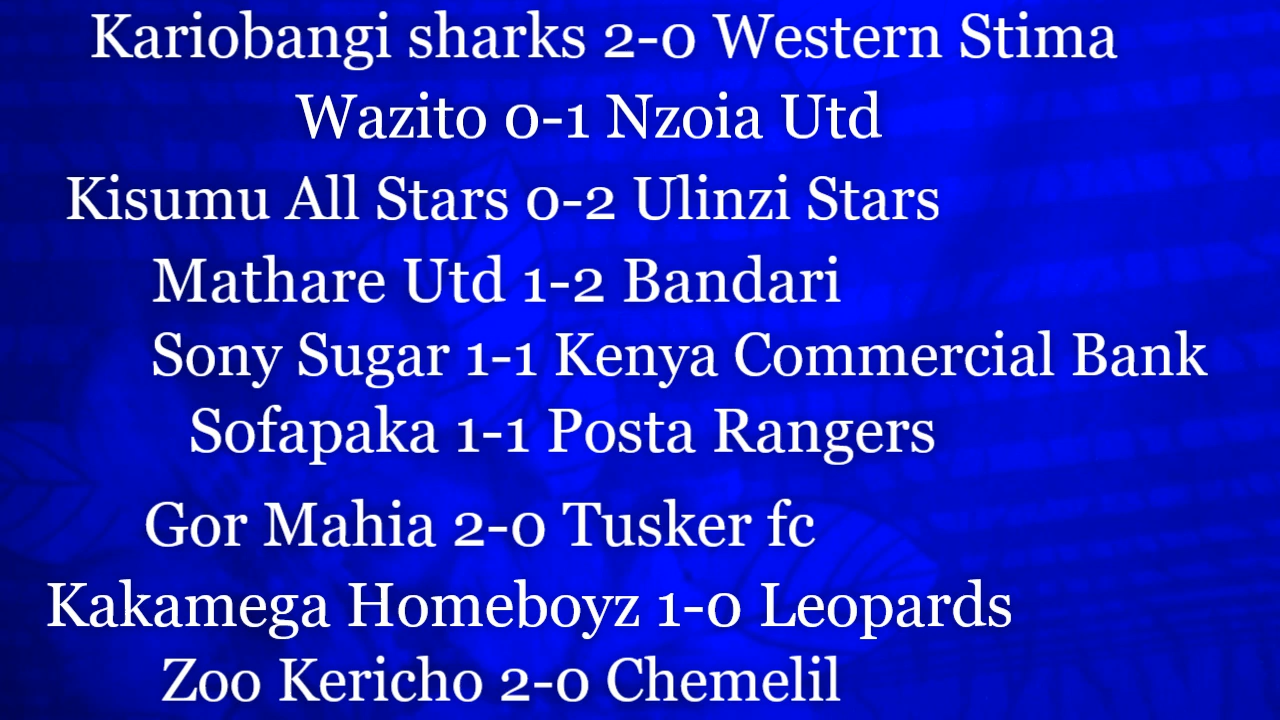 Kariobangi sharks 2-0 Western Stima
Wazito 0-1 Nzoia Utd
Kisumu All Stars 0-2 Ulinzi Stars
Mathare Utd 1-2 Bandari
Sony Sugar 1-1 Kenya Commercial Bank
Sofapaka 1-1 Posta Rangers
Gor Mahia 2-0 Tusker fc
Kakamega Homeboyz 1-0 Leopards
Zoo Kericho 2-0 Chemelil